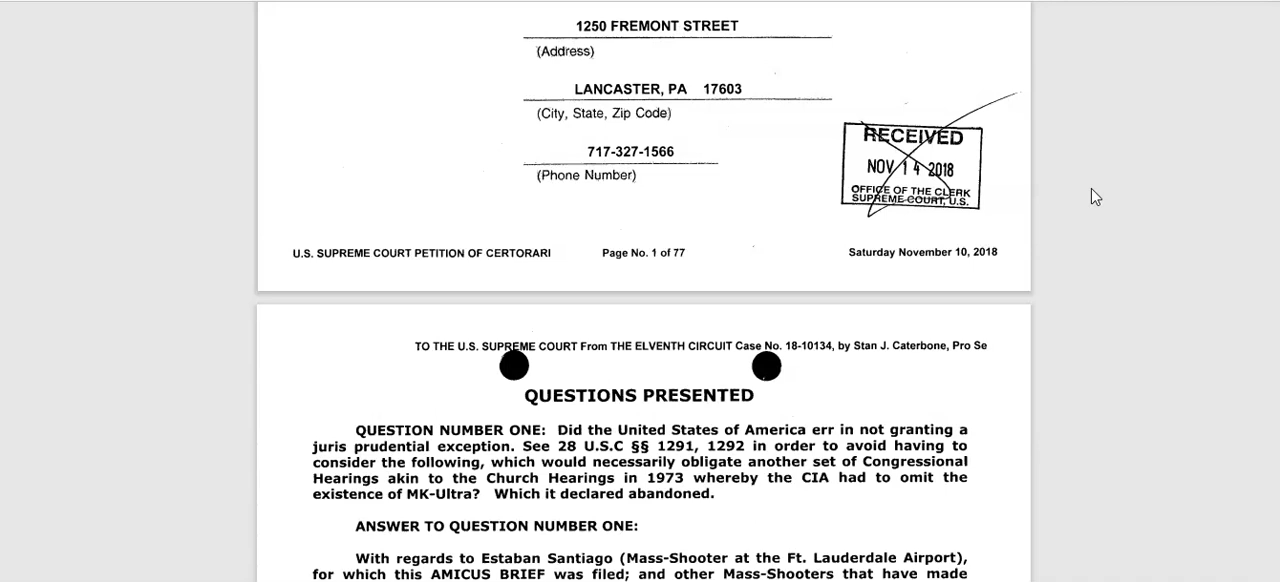 1250 FREMONT STREET
(Address)
LANCASTER, PA 17603
(City, State, Zip Code)
717-327-1566
(Phone Number)
RECEIVED
NOV 14 2018
OFFICE OF THE CLERK
SUPREME COURT, U.S.
U.S. SUPREME COURT PETITION OF CERTORARI Page No. 1 of 77 Saturday November 10, 2018
TO THE U.S. SUPREME COURT From THE ELVENTH CIRCUIT Case No. 18-10134, by Stan J. Caterbone, Pro Se
QUESTIONS PRESENTED
QUESTION NUMBER ONE: Did the United States of America err in not granting a
juris prudential exception. See 28 U.S.C §§ 1291, 1292 in order to avoid having to
consider the following, which would necessarily obligate another set of Congressional
Hearings akin to the Church Hearings in 1973 whereby the CIA had to omit the
existence of MK-Ultra? Which it declared abandoned.
ANSWER TO QUESTION NUMBER ONE:
With regards to Estaban Santiago (Mass-Shooter at the Ft. Lauderdale Airport),
for which this AMICUS BRIEF was filed; and other Mass-Shooters that have made